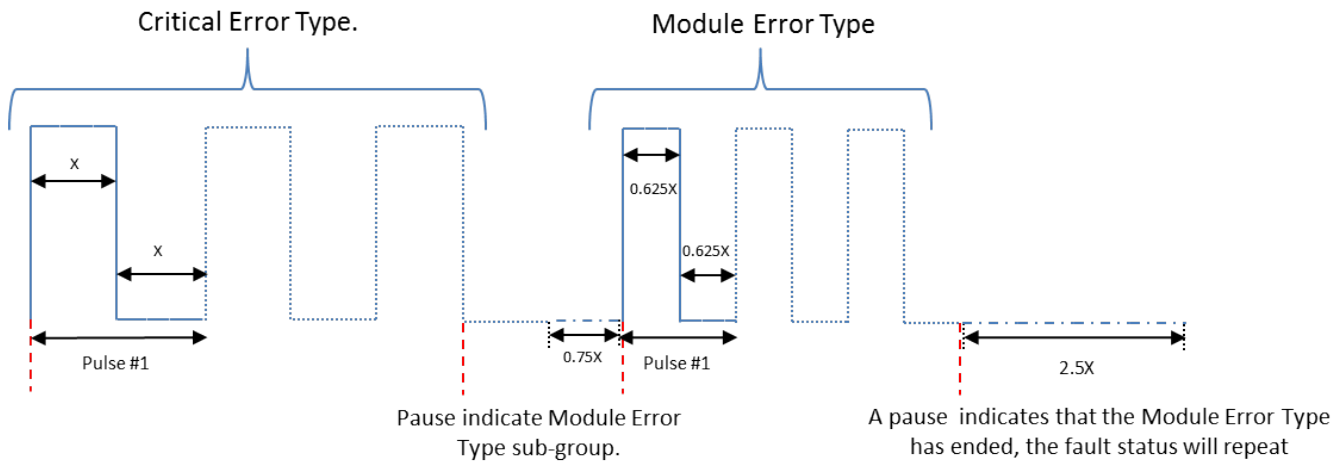 Critical Error Type.
Module Error Type
X
X
0.625X
0.625X
Pulse #1
0.75X
Pulse #1
2.5X
Pause indicate Module Error
Type sub-group.
A pause indicates that the Module Error Type
has ended, the fault status will repeat